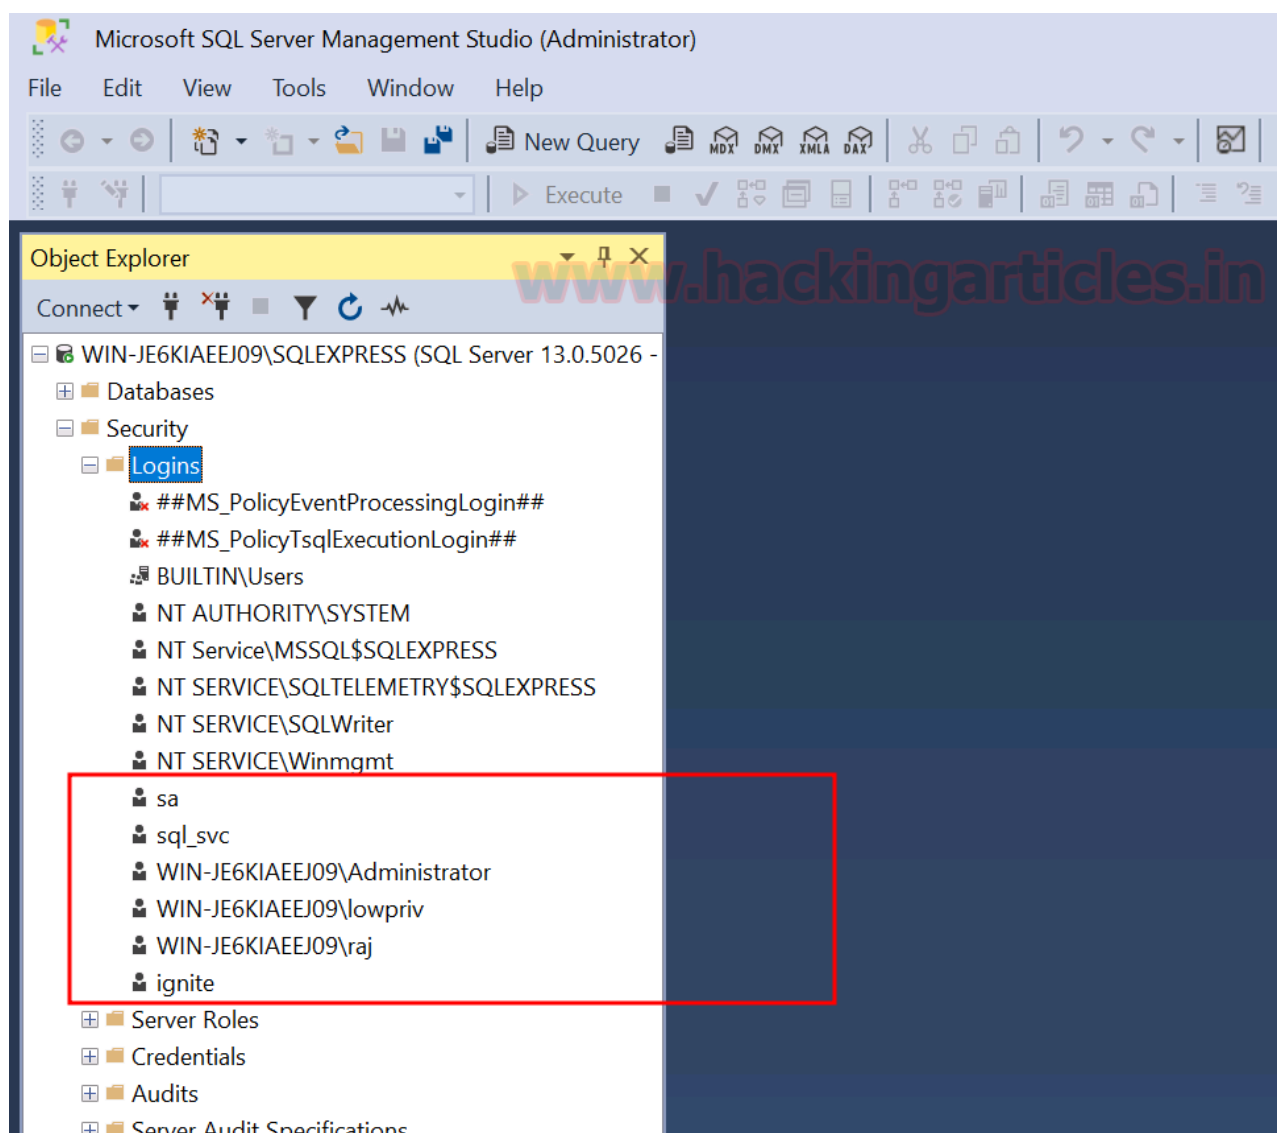 Microsoft SQL Server Management Studio (Administrator)
File Edit View Tools Window Help
New Query MDX DMX XMLA DAX
Execute
Object Explorer
www.hackingarticles.in
Connect
WIN-JE6KIAEEJ09\SQLEXPRESS (SQL Server 13.0.5026 -
Databases
Security
Logins
##MS_PolicyEventProcessingLogin##
##MS_PolicyTsqlExecutionLogin##
BUILTIN\Users
NT AUTHORITY\SYSTEM
NT Service\MSSQL$SQLEXPRESS
NT SERVICE\SQLTELEMETRY$SQLEXPRESS
NT SERVICE\SQLWriter
NT SERVICE\Winmgmt
sa
sql_svc
WIN-JE6KIAEEJ09\Administrator
WIN-JE6KIAEEJ09\lowpriv
WIN-JE6KIAEEJ09\raj
ignite
Server Roles
Credentials
Audits
Server Audit Specifications